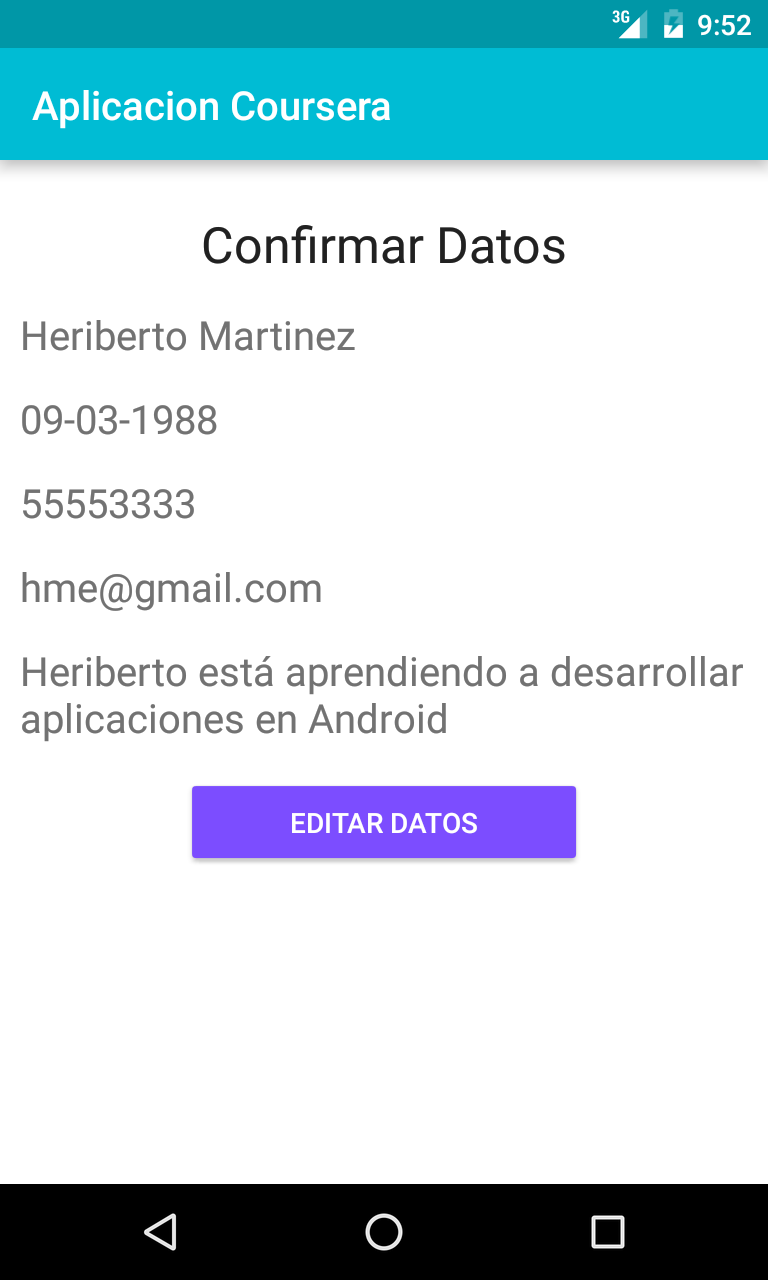 3G 9:52
Aplicacion Coursera
Confirmar Datos
Heriberto Martinez
09-03-1988
55553333
hme@gmail.com
Heriberto está aprendiendo a desarrollar
aplicaciones en Android
EDITAR DATOS